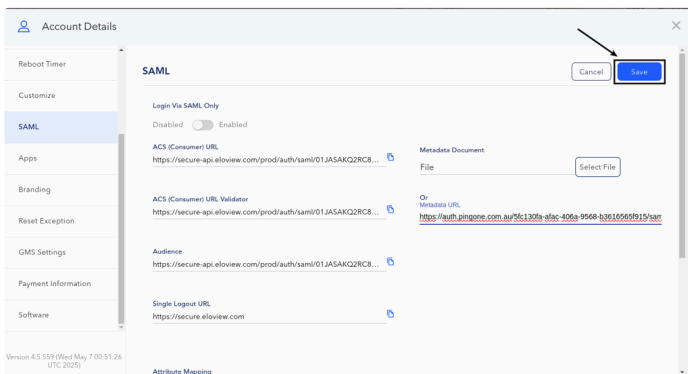 Account Details
Reboot Timer
Customize
SAML
Apps
Branding
Reset Exception
GMS Settings
Payment Information
Software
Version 4.5.559 (Wed May 7 00:51:26
UTC 2025)
SAML
Cancel
Save
Login Via SAML Only
Disabled
Enabled
ACS (Consumer) URL
https://secure-api.eloview.com/prod/auth/saml/01JASAKQ2RC8...
Metadata Document
File
Select File
ACS (Consumer) URL Validator
https://secure-api.eloview.com/prod/auth/saml/01JASAKQ2RC8...
Or
Metadata URL
https://auth.pingone.com.au/5fc130fa-afac-406a-9568-b3616565f915/sam
Audience
https://secure-api.eloview.com/prod/auth/saml/01JASAKQ2RC8...
Single Logout URL
https://secure.eloview.com
Attribute Mapping